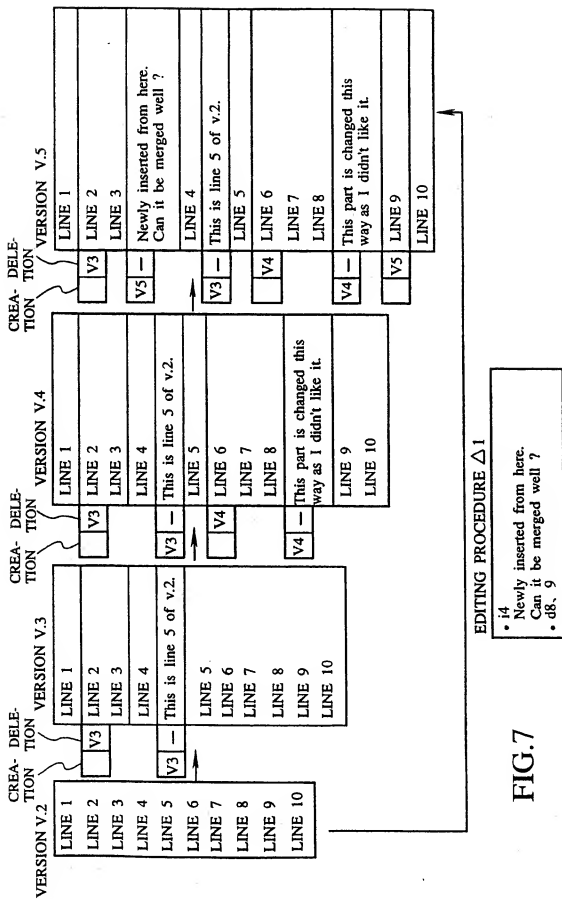 VERSION V.2
LINE 1
LINE 2
LINE 3
LINE 4
LINE 5
LINE 6
LINE 7
LINE 8
LINE 9
LINE 10
CREA-
TION
DELE-
TION
VERSION V.3
LINE 1
V3
LINE 2
LINE 3
LINE 4
V3
—
This is line 5 of v.2.
LINE 5
LINE 6
LINE 7
LINE 8
LINE 9
LINE 10
CREA-
TION
DELE-
TION
VERSION V.4
LINE 1
V3
LINE 2
LINE 3
LINE 4
V3
—
This is line 5 of v.2.
LINE 5
V4
LINE 6
LINE 7
LINE 8
V4
—
This part is changed this
way as I didn't like it.
LINE 9
LINE 10
CREA-
TION
DELE-
TION
VERSION V.5
LINE 1
V3
LINE 2
LINE 3
V5
—
Newly inserted from here.
Can it be merged well ?
LINE 4
V3
—
This is line 5 of v.2.
LINE 5
V4
LINE 6
LINE 7
LINE 8
V4
—
This part is changed this
way as I didn't like it.
V5
LINE 9
LINE 10
EDITING PROCEDURE △1
• i4
Newly inserted from here.
Can it be merged well ?
• d8、9
FIG.7